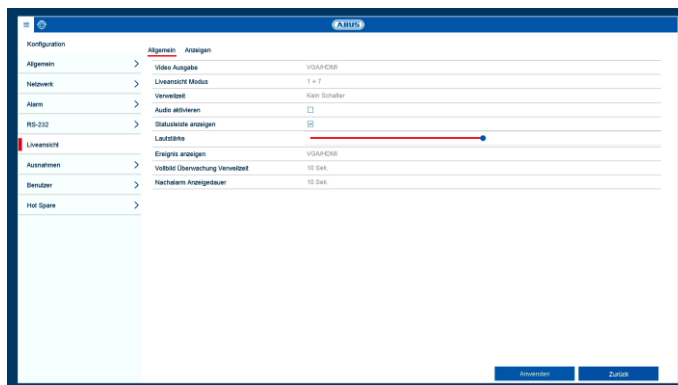 ABUS
Konfiguration
Allgemein
Netzwerk
Alarm
RS-232
Liveansicht
Ausnahmen
Benutzer
Hot Spare
Allgemein Anzeigen
Video Ausgabe VGA/HDMI
Liveansicht Modus 1 + 7
Verweilzeit Kein Schalter
Audio aktivieren
Statusleiste anzeigen
Lautstärke
Ereignis anzeigen VGA/HDMI
Vollbild Überwachung Verweilzeit 10 Sek.
Nachalarm Anzeigedauer 10 Sek.
Anwenden Zurück